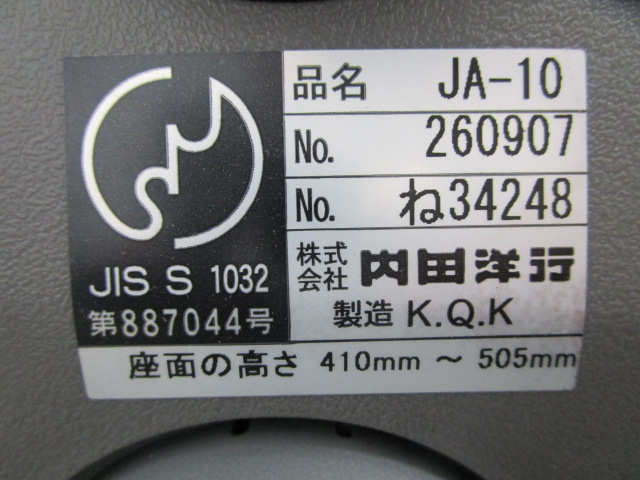 品名 JA-10
No. 260907
No. ね34248
株式会社 内田洋行
製造 K.Q.K
JIS S 1032
第887044号
座面の高さ 410mm ～ 505mm